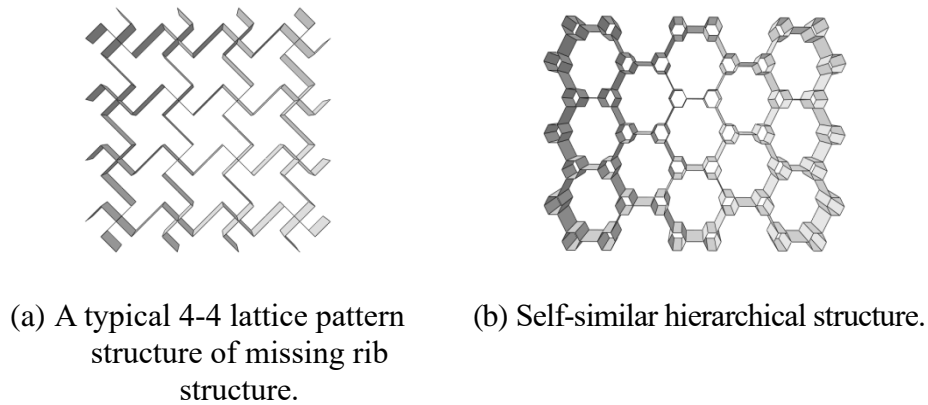 (a) A typical 4-4 lattice pattern
structure of missing rib
structure.
(b) Self-similar hierarchical structure.